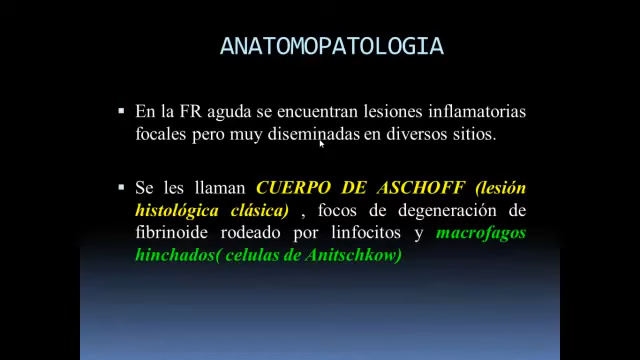 ANATOMOPATOLOGIA
▪ En la FR aguda se encuentran lesiones inflamatorias
focales pero muy diseminadas en diversos sitios.
▪ Se les llaman CUERPO DE ASCHOFF (lesión
histológica clásica) , focos de degeneración de
fibrinoide rodeado por linfocitos y macrofagos
hinchados( celulas de Anitschkow)